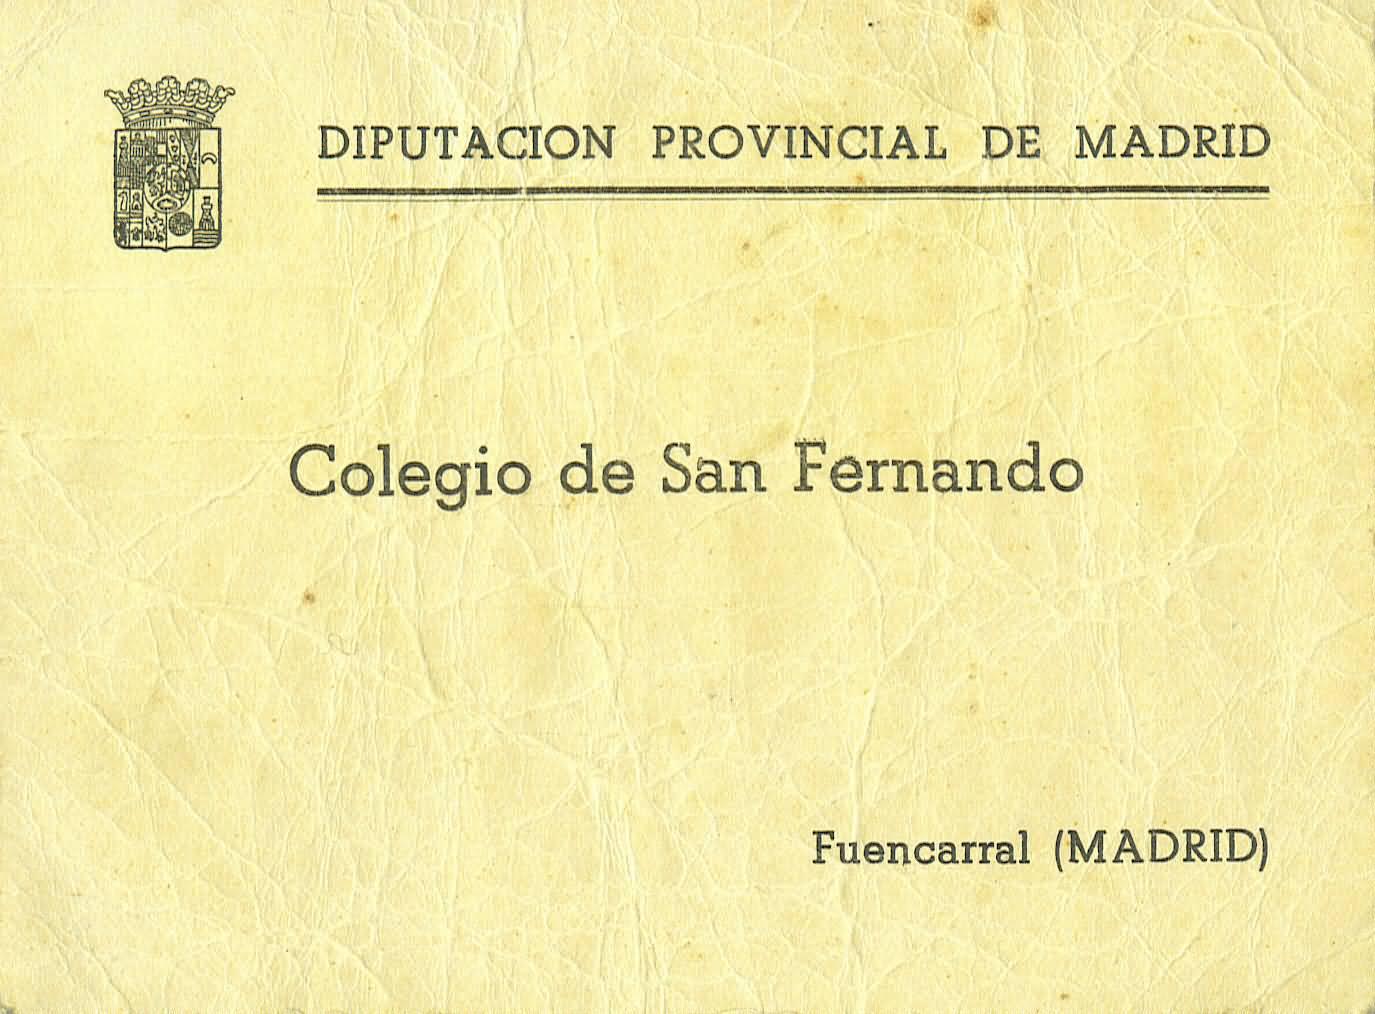 DIPUTACION PROVINCIAL DE MADRID
Colegio de San Fernando
Fuencarral (MADRID)